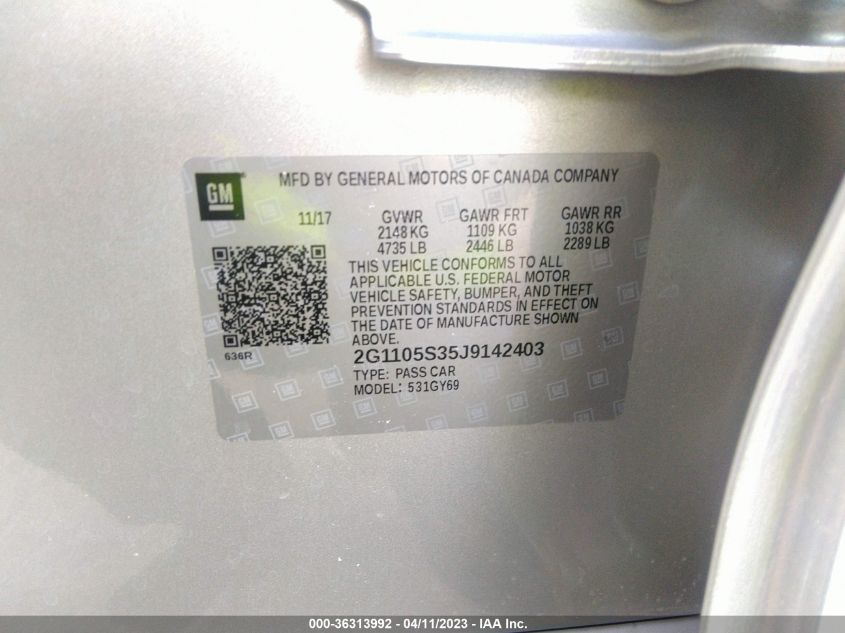 GM
MFD BY GENERAL MOTORS OF CANADA COMPANY
11/17 GVWR GAWR FRT GAWR RR
2148 KG 1109 KG 1038 KG
4735 LB 2446 LB 2289 LB
THIS VEHICLE CONFORMS TO ALL
APPLICABLE U.S. FEDERAL MOTOR
VEHICLE SAFETY, BUMPER, AND THEFT
PREVENTION STANDARDS IN EFFECT ON
THE DATE OF MANUFACTURE SHOWN
ABOVE.
636R
2G1105S35J9142403
TYPE: PASS CAR
MODEL: 531GY69
000-36313992 - 04/11/2023 - IAA Inc.